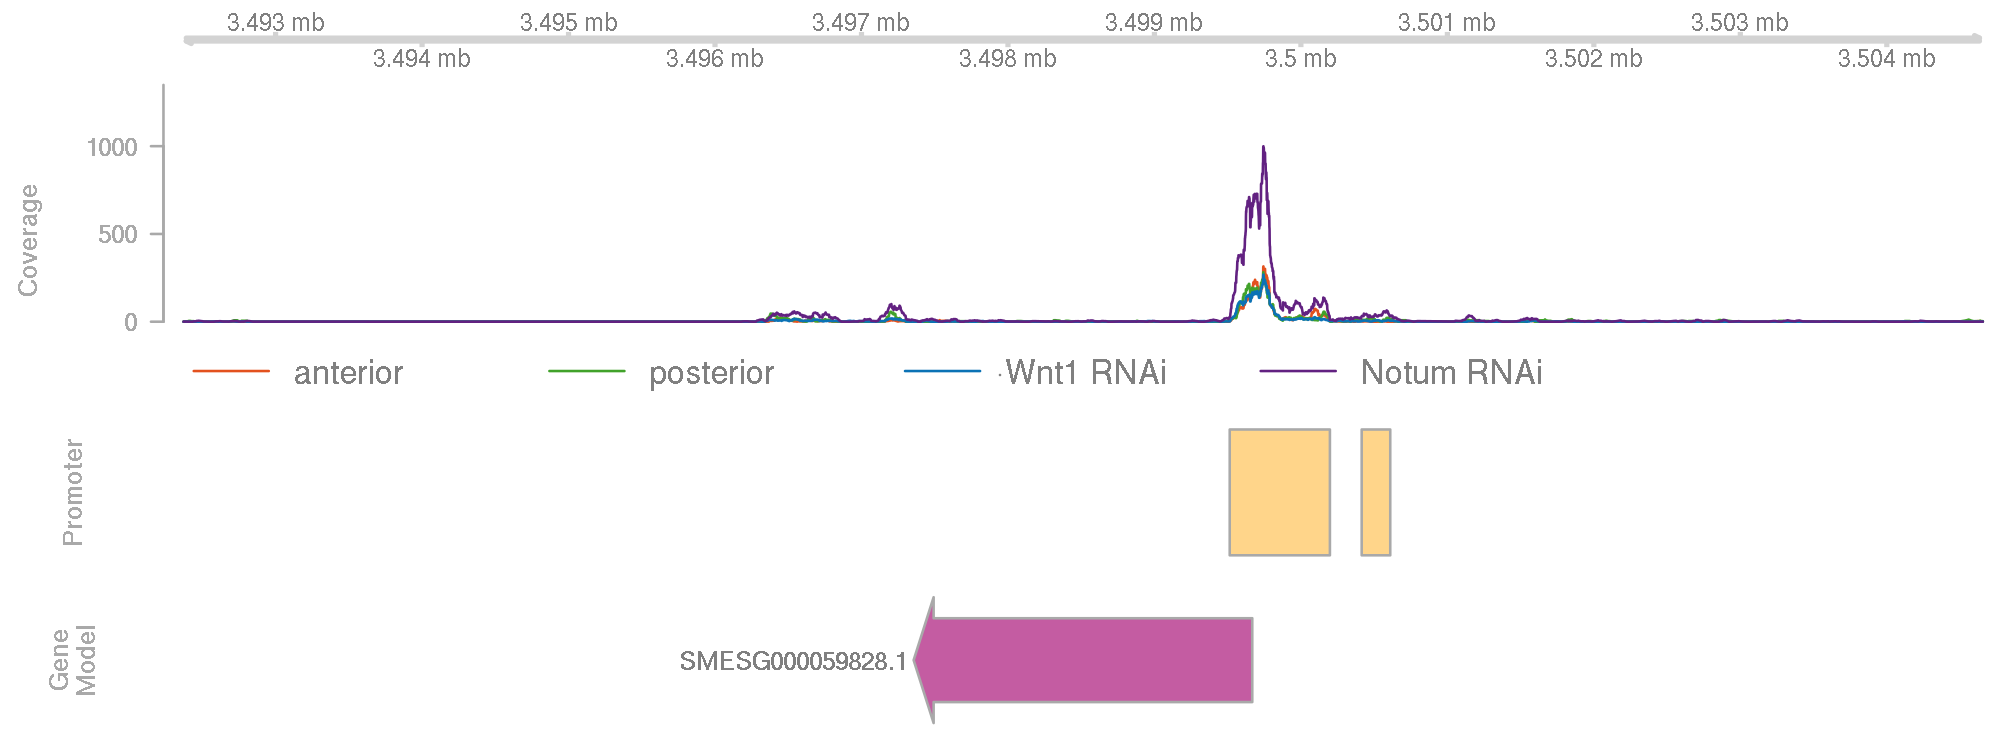 3.493 mb 3.495 mb 3.497 mb 3.499 mb 3.501 mb 3.503 mb
3.494 mb 3.496 mb 3.498 mb 3.5 mb 3.502 mb 3.504 mb
Coverage
1000
500
0
anterior posterior Wnt1 RNAi Notum RNAi
Promoter
Gene
Model
SMESG000059828.1